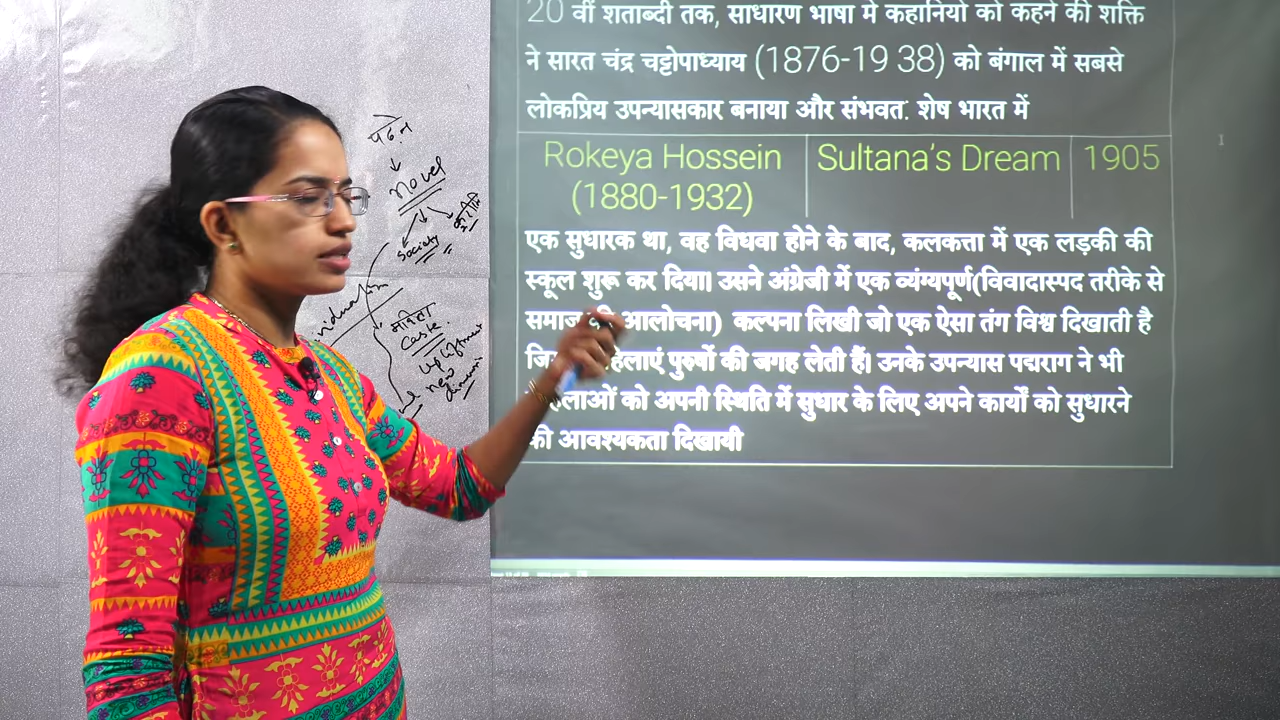 20 वीं शताब्दी तक, साधारण भाषा में कहानियों को कहने की शक्ति
ने सारत चंद्र चट्टोपाध्याय (1876-19 38) को बंगाल में सबसे
लोकप्रिय उपन्यासकार बनाया और संभवत: शेष भारत में
Rokeya Hossein Sultana's Dream 1905
(1880-1932)
एक सुधारक था, वह विधवा होने के बाद, कलकत्ता में एक लड़की की
स्कूल शुरू कर दिया। उसने अंग्रेजी में एक व्यंग्यपूर्ण(विवादास्पद तरीके से
समाज की आलोचना) कल्पना लिखी जो एक ऐसा तंग विश्व दिखाती है
पुरुषों की जगह लेती हैं। उनके उपन्यास पद्मराग ने भी
को अपनी स्थिति में सुधार के लिए अपने कार्यों को सुधारने
की आवश्यकता दिखायी
novel
society
महिला
caste
upliftment
new